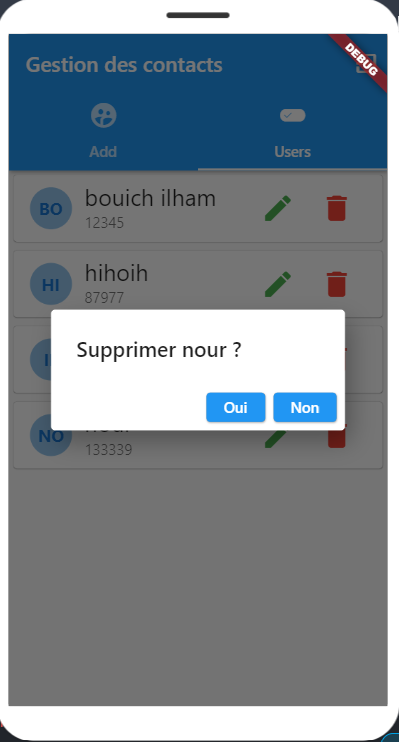 Gestion des contacts
DEBUG
Add
Users
BO
bouich ilham
12345
HI
hihoih
87977
Supprimer nour ?
Oui
Non
NO
133339